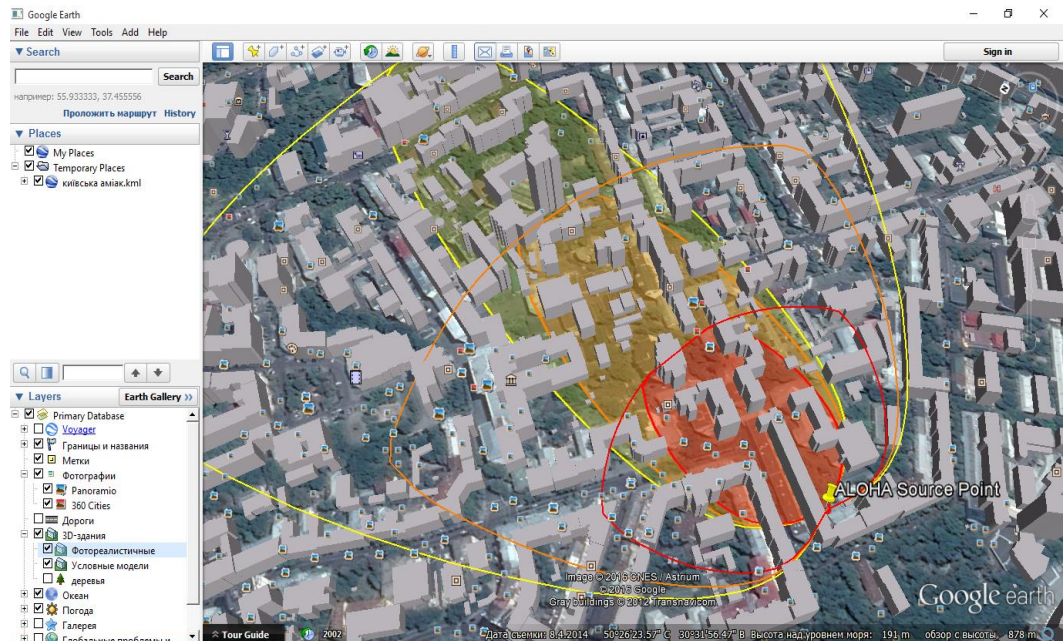 Google Earth
File Edit View Tools Add Help
Search
Sign in
Search
например: 55.933333, 37.455556
Проложить маршрут History
Places
My Places
Temporary Places
київська аміак.kml
Layers
Earth Gallery >>
Primary Database
Voyager
Границы и названия
Метки
Фотографии
Panoramio
360 Cities
Дороги
3D-здания
Фотореалистичные
Условные модели
деревья
Океан
Погода
Галерея
Глобальные проблемы и
ALOHA Source Point
Image © 2016 CNES / Astrium
© 2016 Google
Gray buildings © 2012 Transnavicom
Google earth
Tour Guide
2002
Дата съемки: 8.4.2014 50°26'23.57" С 30°31'56.47" В Высота над уровнем моря: 191 m обзор с высоты, 878 m